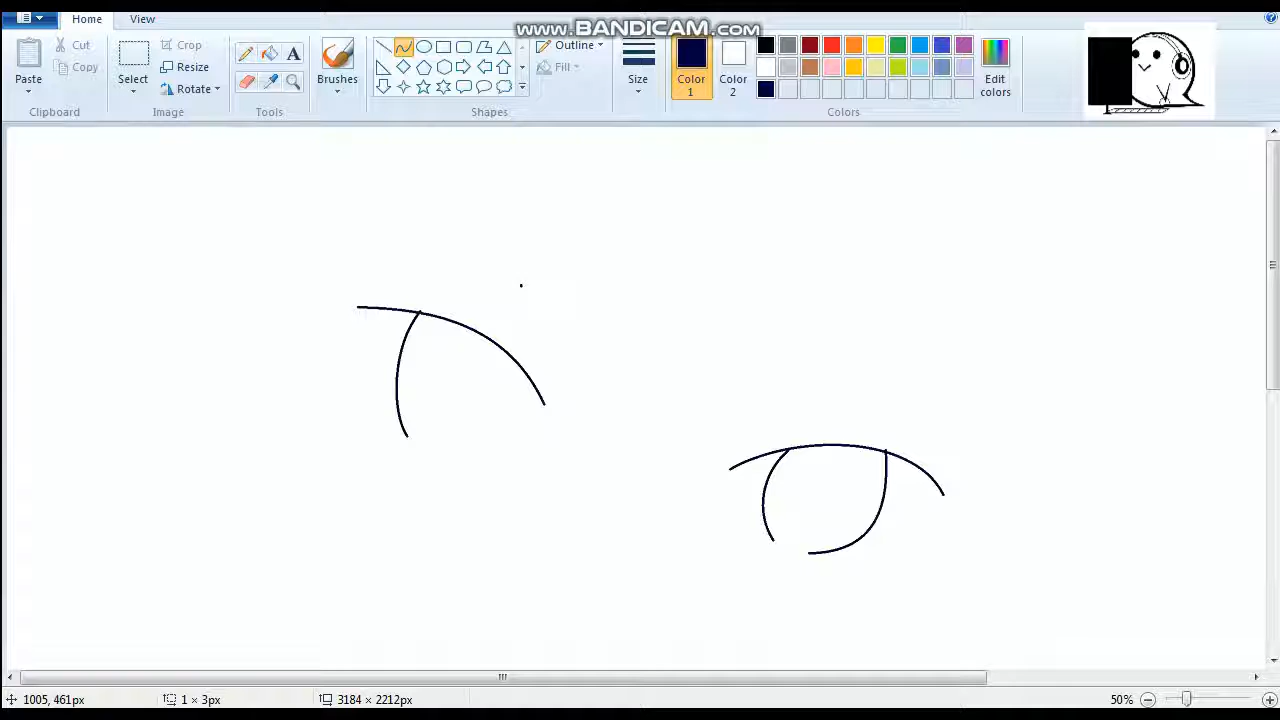 www.BANDICAM.com
Home
View
Cut
Copy
Paste
Clipboard
Crop
Resize
Rotate
Select
Image
A
Tools
Brushes
Outline
Fill
Shapes
Size
Color
1
Color
2
Edit
colors
Colors
1005, 461px
1 × 3px
3184 × 2212px
50%